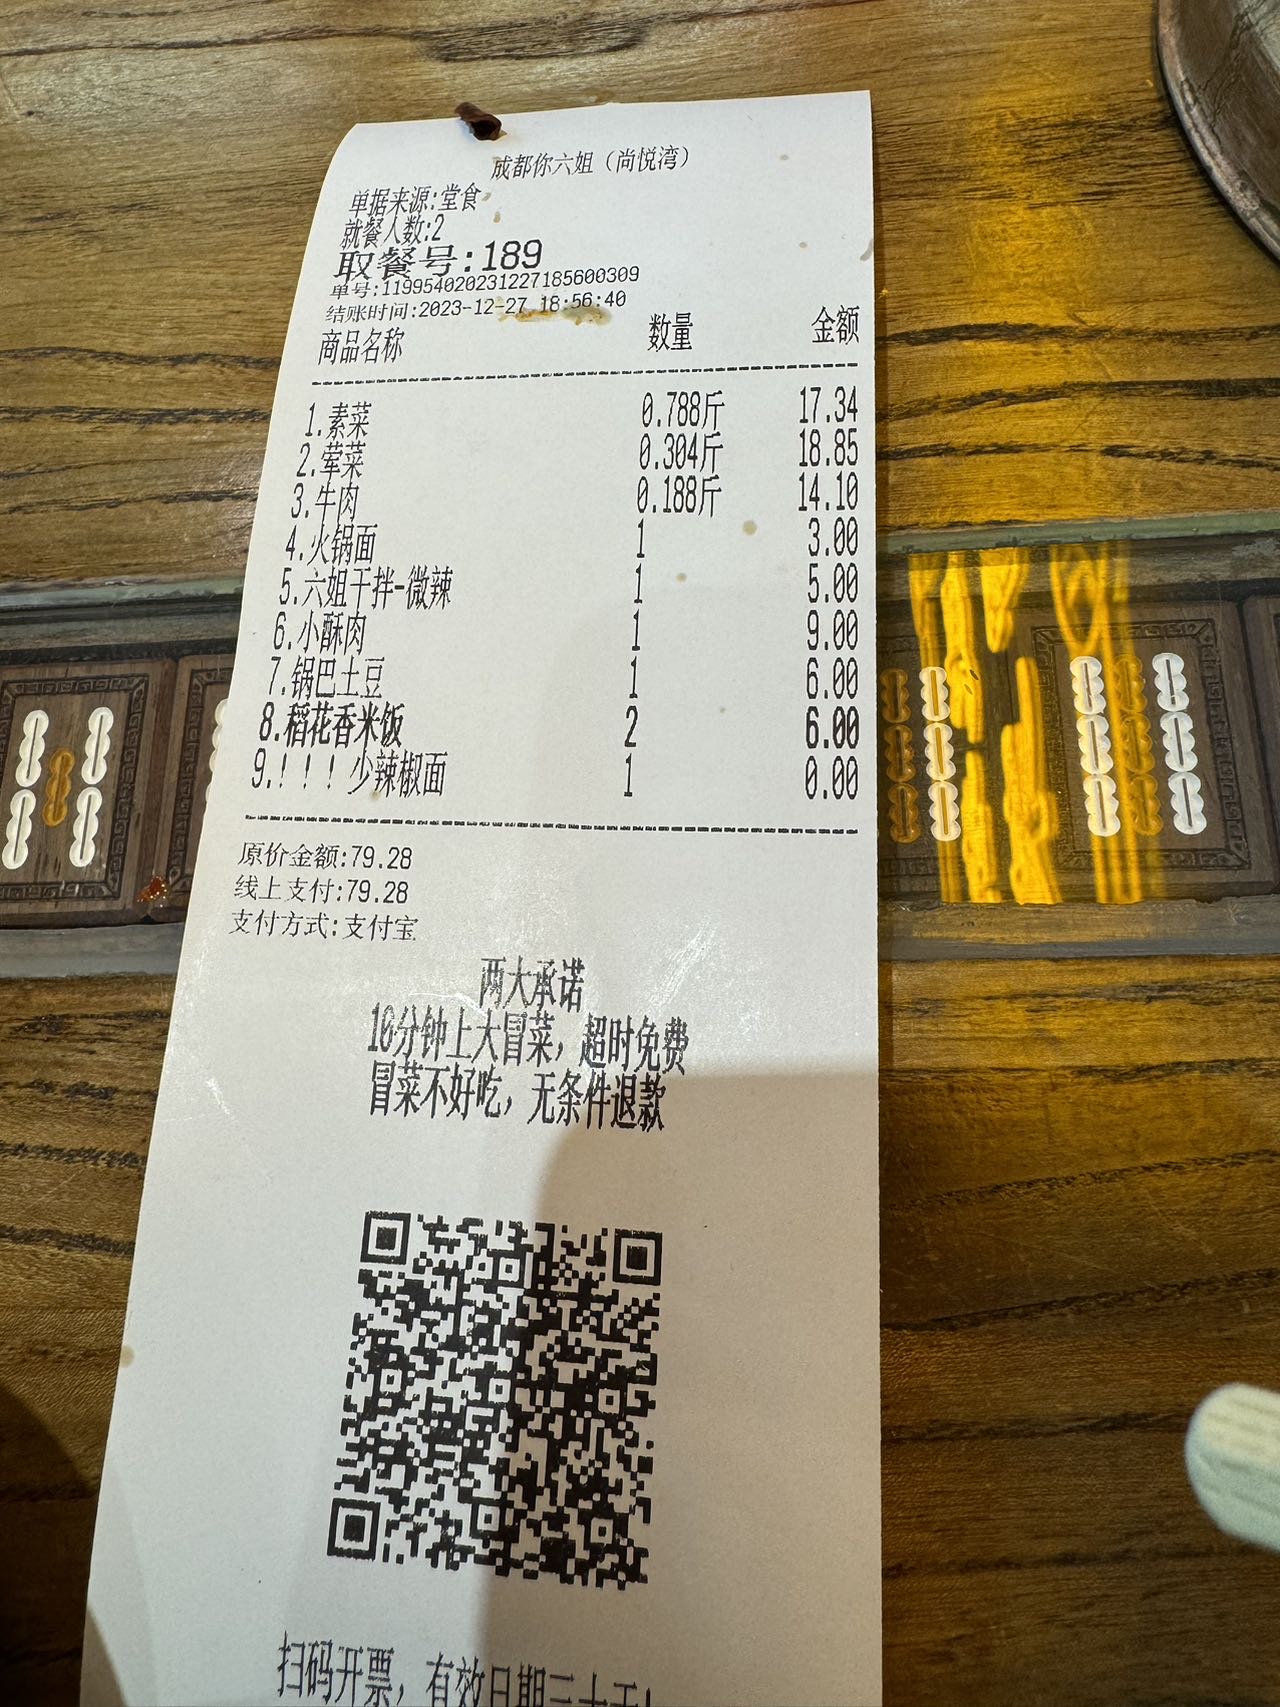 成都你六姐（尚悦湾）
单据来源:堂食
就餐人数:2
取餐号:189
单号:119954020231227185600309
结账时间:2023-12-27 18:56:40
商品名称 数量 金额
1.素菜 0.788斤 17.34
2.荤菜 0.304斤 18.85
3.牛肉 0.188斤 14.10
4.火锅面 1 3.00
5.六姐干拌-微辣 1 5.00
6.小酥肉 1 9.00
7.锅巴土豆 1 6.00
8.稻花香米饭 2 6.00
9.！！！少辣椒面 1 0.00
原价金额:79.28
线上支付:79.28
支付方式:支付宝
两大承诺
10分钟上大冒菜，超时免费
冒菜不好吃，无条件退款
扫码开票，有效日期三十天!